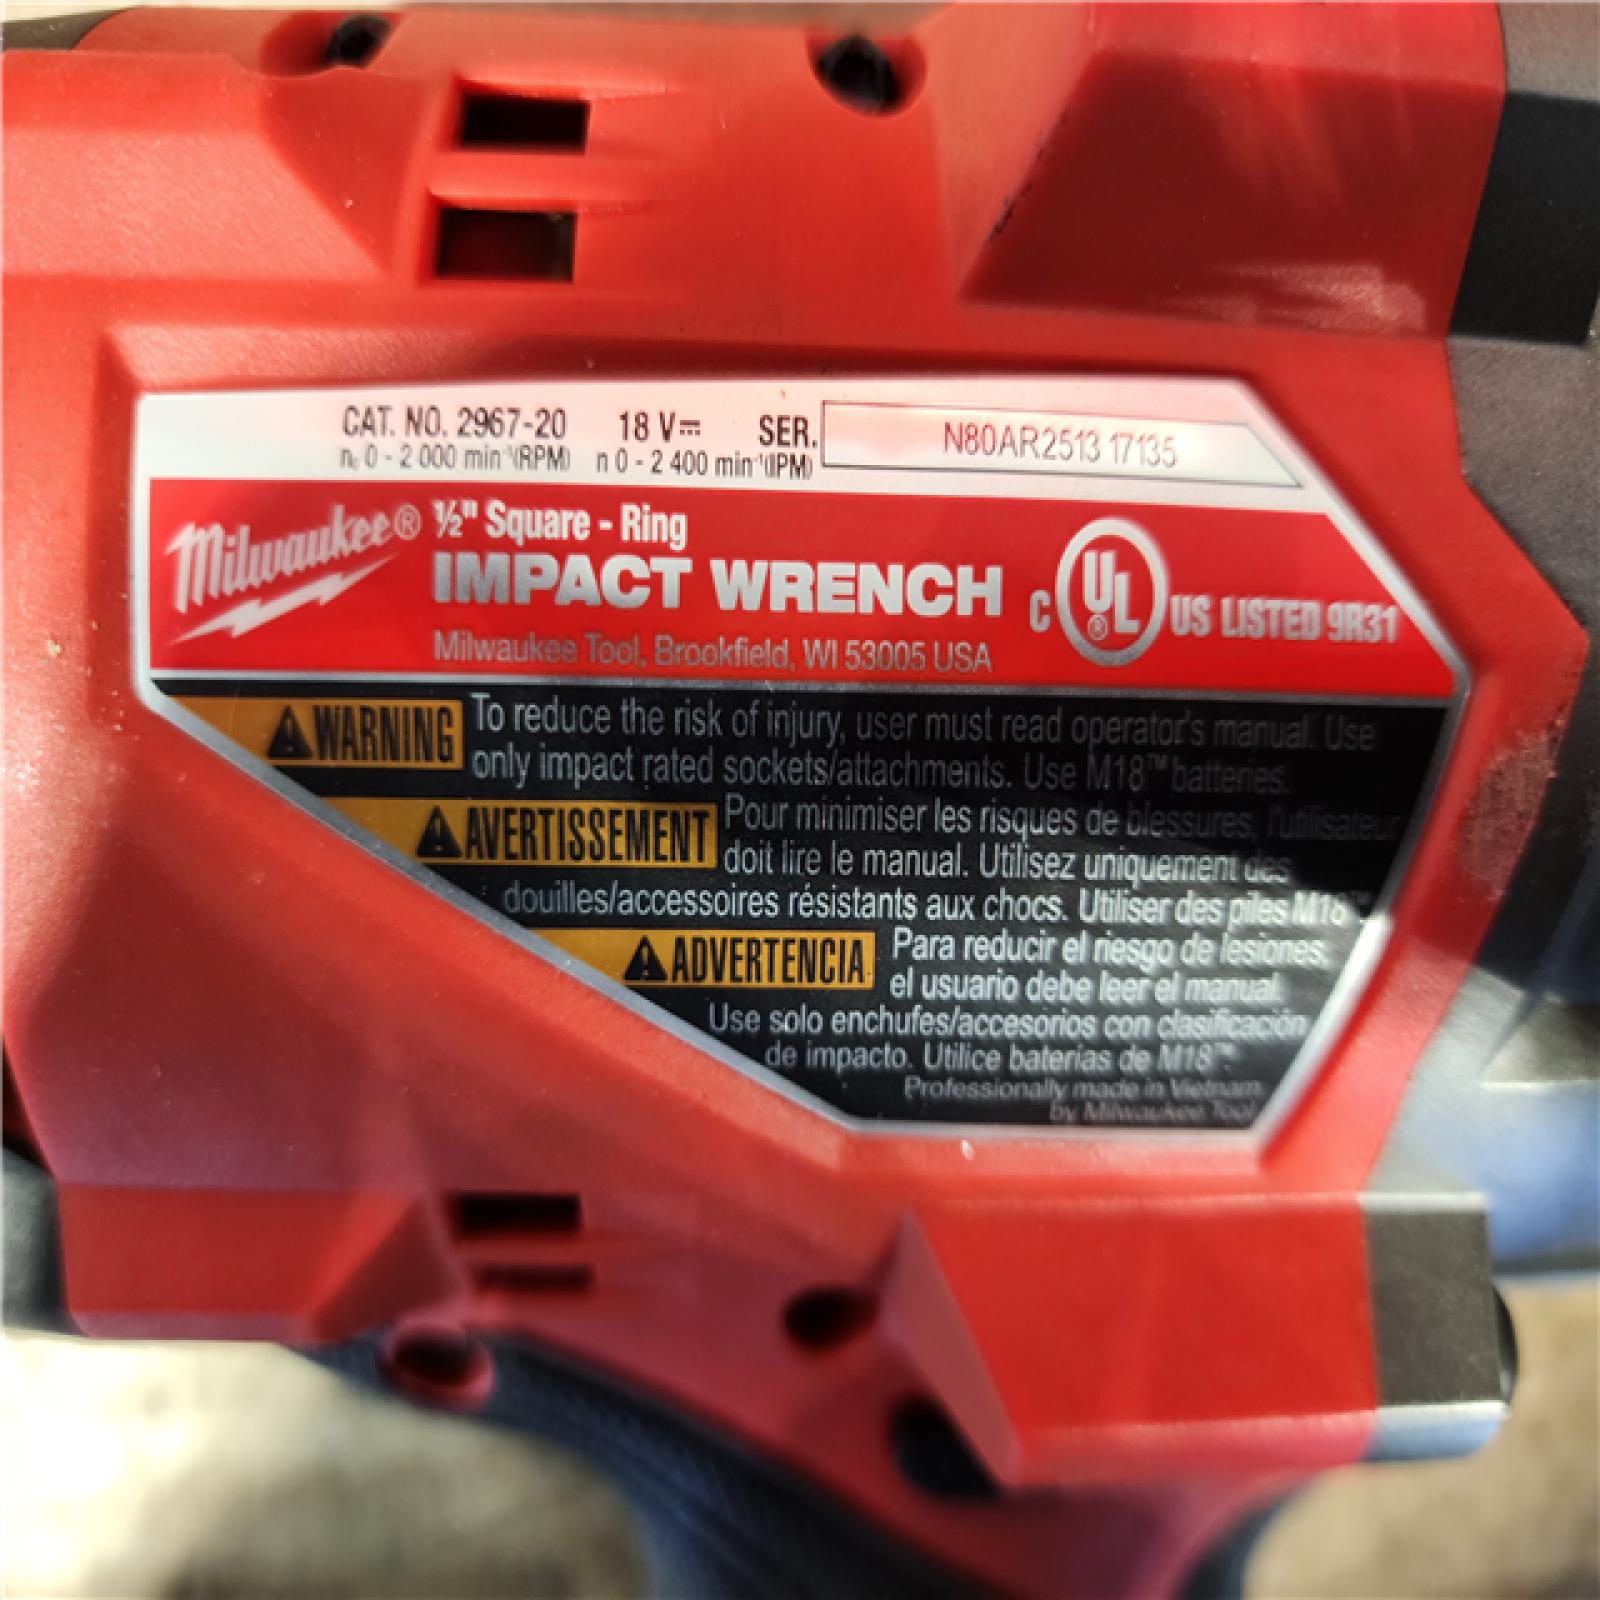 CAT. NO. 2967-20 18 V⎓ SER. N80AR2513 17135
n₀ 0 - 2 000 min⁻¹(RPM) n 0 - 2 400 min⁻¹(IPM)
Milwaukee® ½" Square - Ring
IMPACT WRENCH
C UL® US LISTED 9R31
Milwaukee Tool, Brookfield, WI 53005 USA
⚠WARNING To reduce the risk of injury, user must read operator's manual. Use
only impact rated sockets/attachments. Use M18™ batteries.
⚠AVERTISSEMENT Pour minimiser les risques de blessures, l'utilisateur
doit lire le manual. Utilisez uniquement des
douilles/accessoires résistants aux chocs. Utiliser des piles M18™
⚠ADVERTENCIA Para reducir el riesgo de lesiones,
el usuario debe leer el manual.
Use solo enchufes/accesorios con clasificación
de impacto. Utilice baterías de M18™.
Professionally made in Vietnam
by Milwaukee Tool